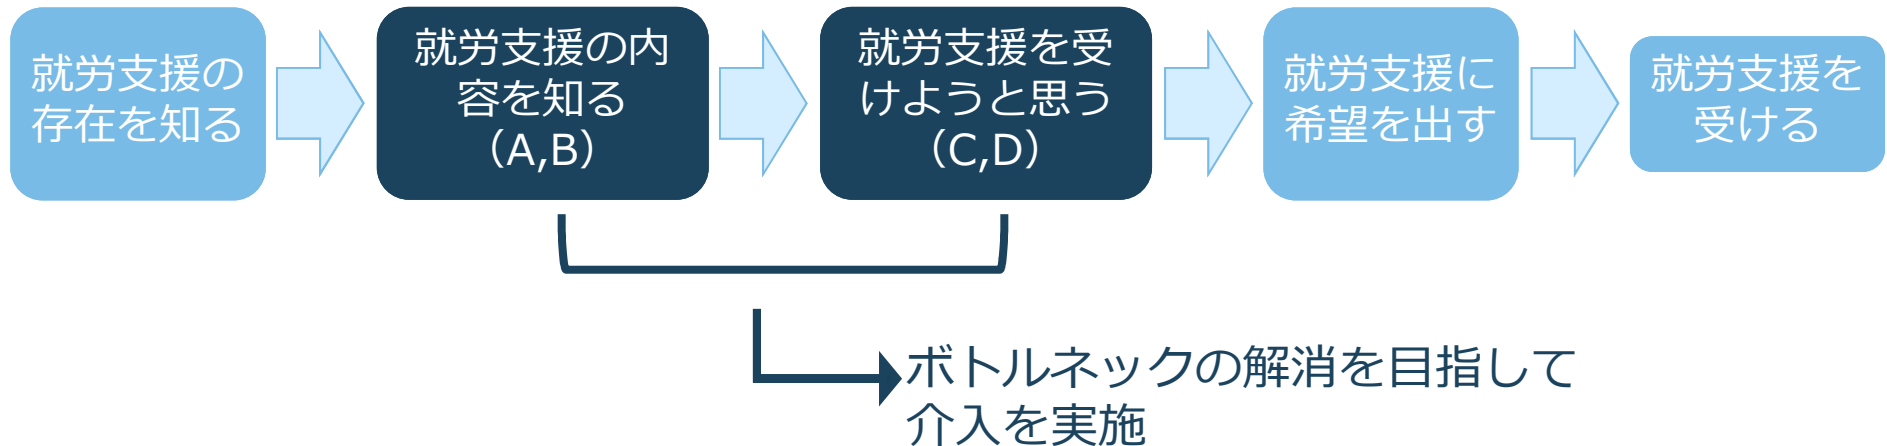 就労支援の
存在を知る
就労支援の内
容を知る
（A,B）
就労支援を受
けようと思う
（C,D）
就労支援に
希望を出す
就労支援を
受ける
ボトルネックの解消を目指して
介入を実施